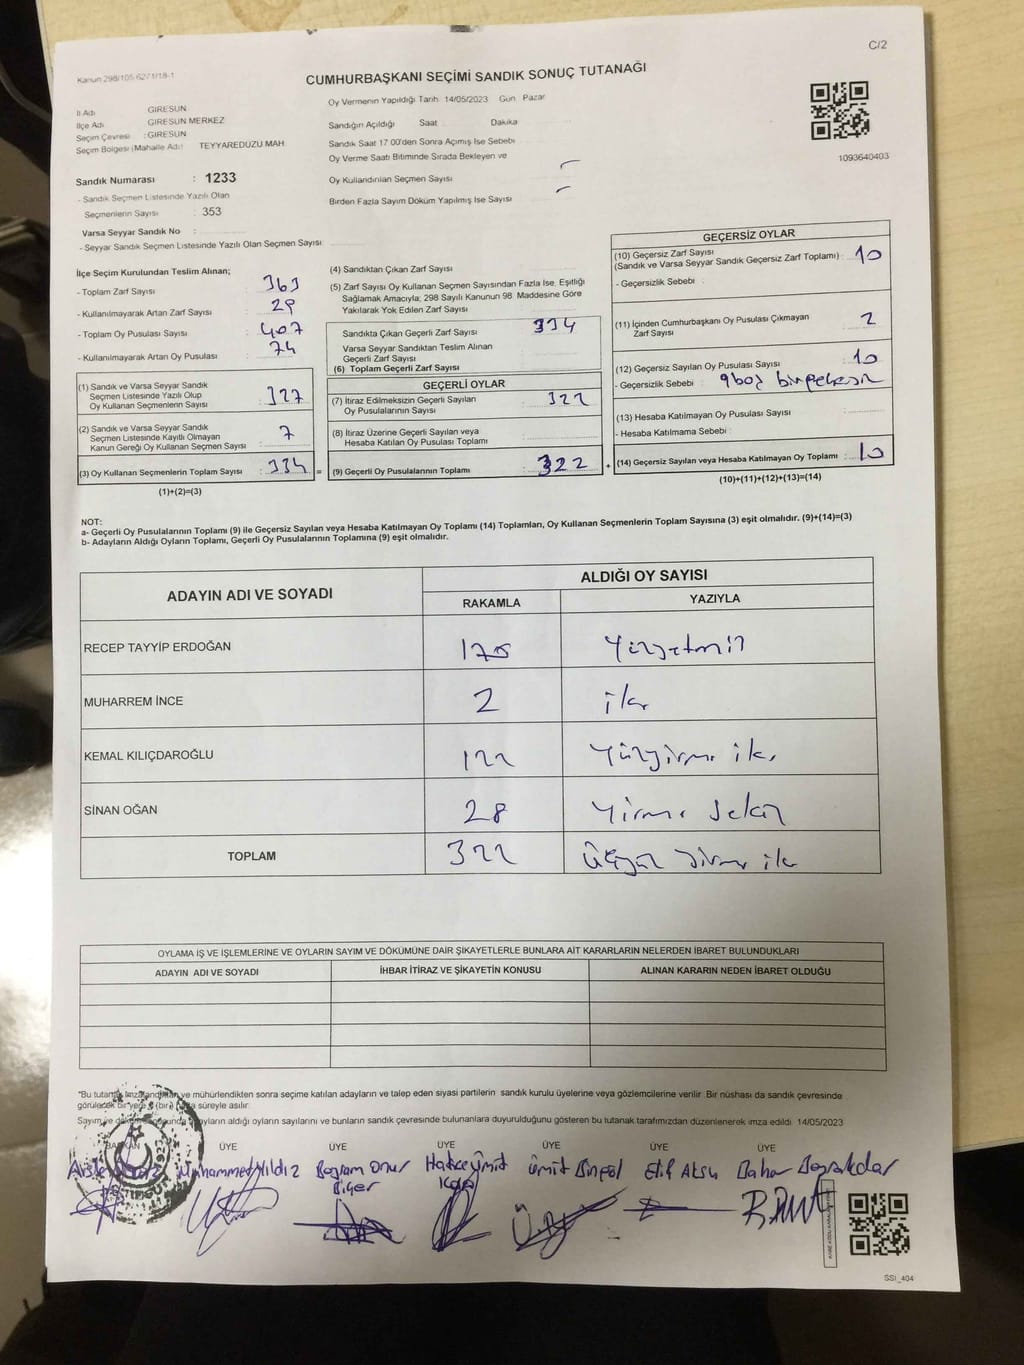 C/2
Kanun 298/105 6271/18-1
CUMHURBAŞKANI SEÇİMİ SANDIK SONUÇ TUTANAĞI
İl Adı GİRESUN
İlçe Adı GİRESUN MERKEZ
Seçim Çevresi : GİRESUN
Seçim Bölgesi (Mahalle Adı) TEYYAREDÜZÜ MAH
Sandık Numarası : 1233
- Sandık Seçmen Listesinde Yazılı Olan
Seçmenlerin Sayısı : 353
Varsa Seyyar Sandık No :
- Seyyar Sandık Seçmen Listesinde Yazılı Olan Seçmen Sayısı
Oy Vermenin Yapıldığı Tarih 14/05/2023 Gün Pazar
Sandığın Açıldığı Saat Dakika
Sandık Saat 17 00'den Sonra Açımış İse Sebebi
Oy Verme Saati Bitiminde Sırada Bekleyen ve
Oy Kullandırılan Seçmen Sayısı
Birden Fazla Sayım Döküm Yapılmış İse Sayısı
1093640403
İlçe Seçim Kurulundan Teslim Alınan;
- Toplam Zarf Sayısı : 363
- Kullanılmayarak Artan Zarf Sayısı : 29
- Toplam Oy Pusulası Sayısı : 407
- Kullanılmayarak Artan Oy Pusulası : 74
(1) Sandık ve Varsa Seyyar Sandık
Seçmen Listesinde Yazılı Olup
Oy Kullanan Seçmenlerin Sayısı : 327
(2) Sandık ve Varsa Seyyar Sandık
Seçmen Listesinde Kayıtlı Olmayan
Kanun Gereği Oy Kullanan Seçmen Sayısı : 7
(3) Oy Kullanan Seçmenlerin Toplam Sayısı : 334 =
(1)+(2)=(3)
(4) Sandıktan Çıkan Zarf Sayısı
(5) Zarf Sayısı Oy Kullanan Seçmen Sayısından Fazla İse, Eşitliği
Sağlamak Amacıyla; 298 Sayılı Kanunun 98. Maddesine Göre
Yakılarak Yok Edilen Zarf Sayısı
Sandıkta Çıkan Geçerli Zarf Sayısı 334
Varsa Seyyar Sandıktan Teslim Alınan
Geçerli Zarf Sayısı
(6) Toplam Geçerli Zarf Sayısı
GEÇERLİ OYLAR
(7) İtiraz Edilmeksizin Geçerli Sayılan
Oy Pusulalarının Sayısı : 322
(8) İtiraz Üzerine Geçerli Sayılan veya
Hesaba Katılan Oy Pusulası Toplamı
(9) Geçerli Oy Pusulalarının Toplamı : 322 +
GEÇERSİZ OYLAR
(10) Geçersiz Zarf Sayısı
(Sandık ve Varsa Seyyar Sandık Geçersiz Zarf Toplamı) : 10
- Geçersizlik Sebebi :
(11) İçinden Cumhurbaşkanı Oy Pusulası Çıkmayan
Zarf Sayısı 2
(12) Geçersiz Sayılan Oy Pusulası Sayısı : 10
- Geçersizlik Sebebi :
(13) Hesaba Katılmayan Oy Pusulası Sayısı :
- Hesaba Katılmama Sebebi :
(14) Geçersiz Sayılan veya Hesaba Katılmayan Oy Toplamı : 10
(10)+(11)+(12)+(13)=(14)
NOT:
a- Geçerli Oy Pusulalarının Toplamı (9) ile Geçersiz Sayılan veya Hesaba Katılmayan Oy Toplamı (14) Toplamları, Oy Kullanan Seçmenlerin Toplam Sayısına (3) eşit olmalıdır. (9)+(14)=(3)
b- Adayların Aldığı Oyların Toplamı, Geçerli Oy Pusulalarının Toplamına (9) eşit olmalıdır.
ADAYIN ADI VE SOYADI
ALDIĞI OY SAYISI
RAKAMLA YAZIYLA
RECEP TAYYİP ERDOĞAN 170
MUHARREM İNCE 2 iki
KEMAL KILIÇDAROĞLU 122 Yüzyirmi iki
SİNAN OĞAN 28 Yirmi Sekiz
TOPLAM 322 Üçyüz Yirmi iki
OYLAMA İŞ VE İŞLEMLERİNE VE OYLARIN SAYIM VE DÖKÜMÜNE DAİR ŞİKAYETLERLE BUNLARA AİT KARARLARIN NELERDEN İBARET BULUNDUKLARI
ADAYIN ADI VE SOYADI İHBAR İTİRAZ VE ŞİKAYETİN KONUSU ALINAN KARARIN NEDEN İBARET OLDUĞU
"Bu tutanak ve mühürlendikten sonra seçime katılan adayların ve talep eden siyasi partilerin sandık kurulu üyelerine veya gözlemcilerine verilir. Bir nüshası da sandık çevresinde
görülecek bir yere (bir) süreyle asılır.
Sayım ve oyların aldığı oyların sayılarını ve bunların sandık çevresinde bulunanlara duyurulduğunu gösteren bu tutanak tarafımızdan düzenlenerek imza edildi. 14/05/2023
BAŞKAN ÜYE ÜYE ÜYE ÜYE ÜYE ÜYE
Muhammed Yıldız Bayram Onur Hatice Ümit Ümit Bingöl Elif Aksu Bahar Bayrakdar
SSİ_404